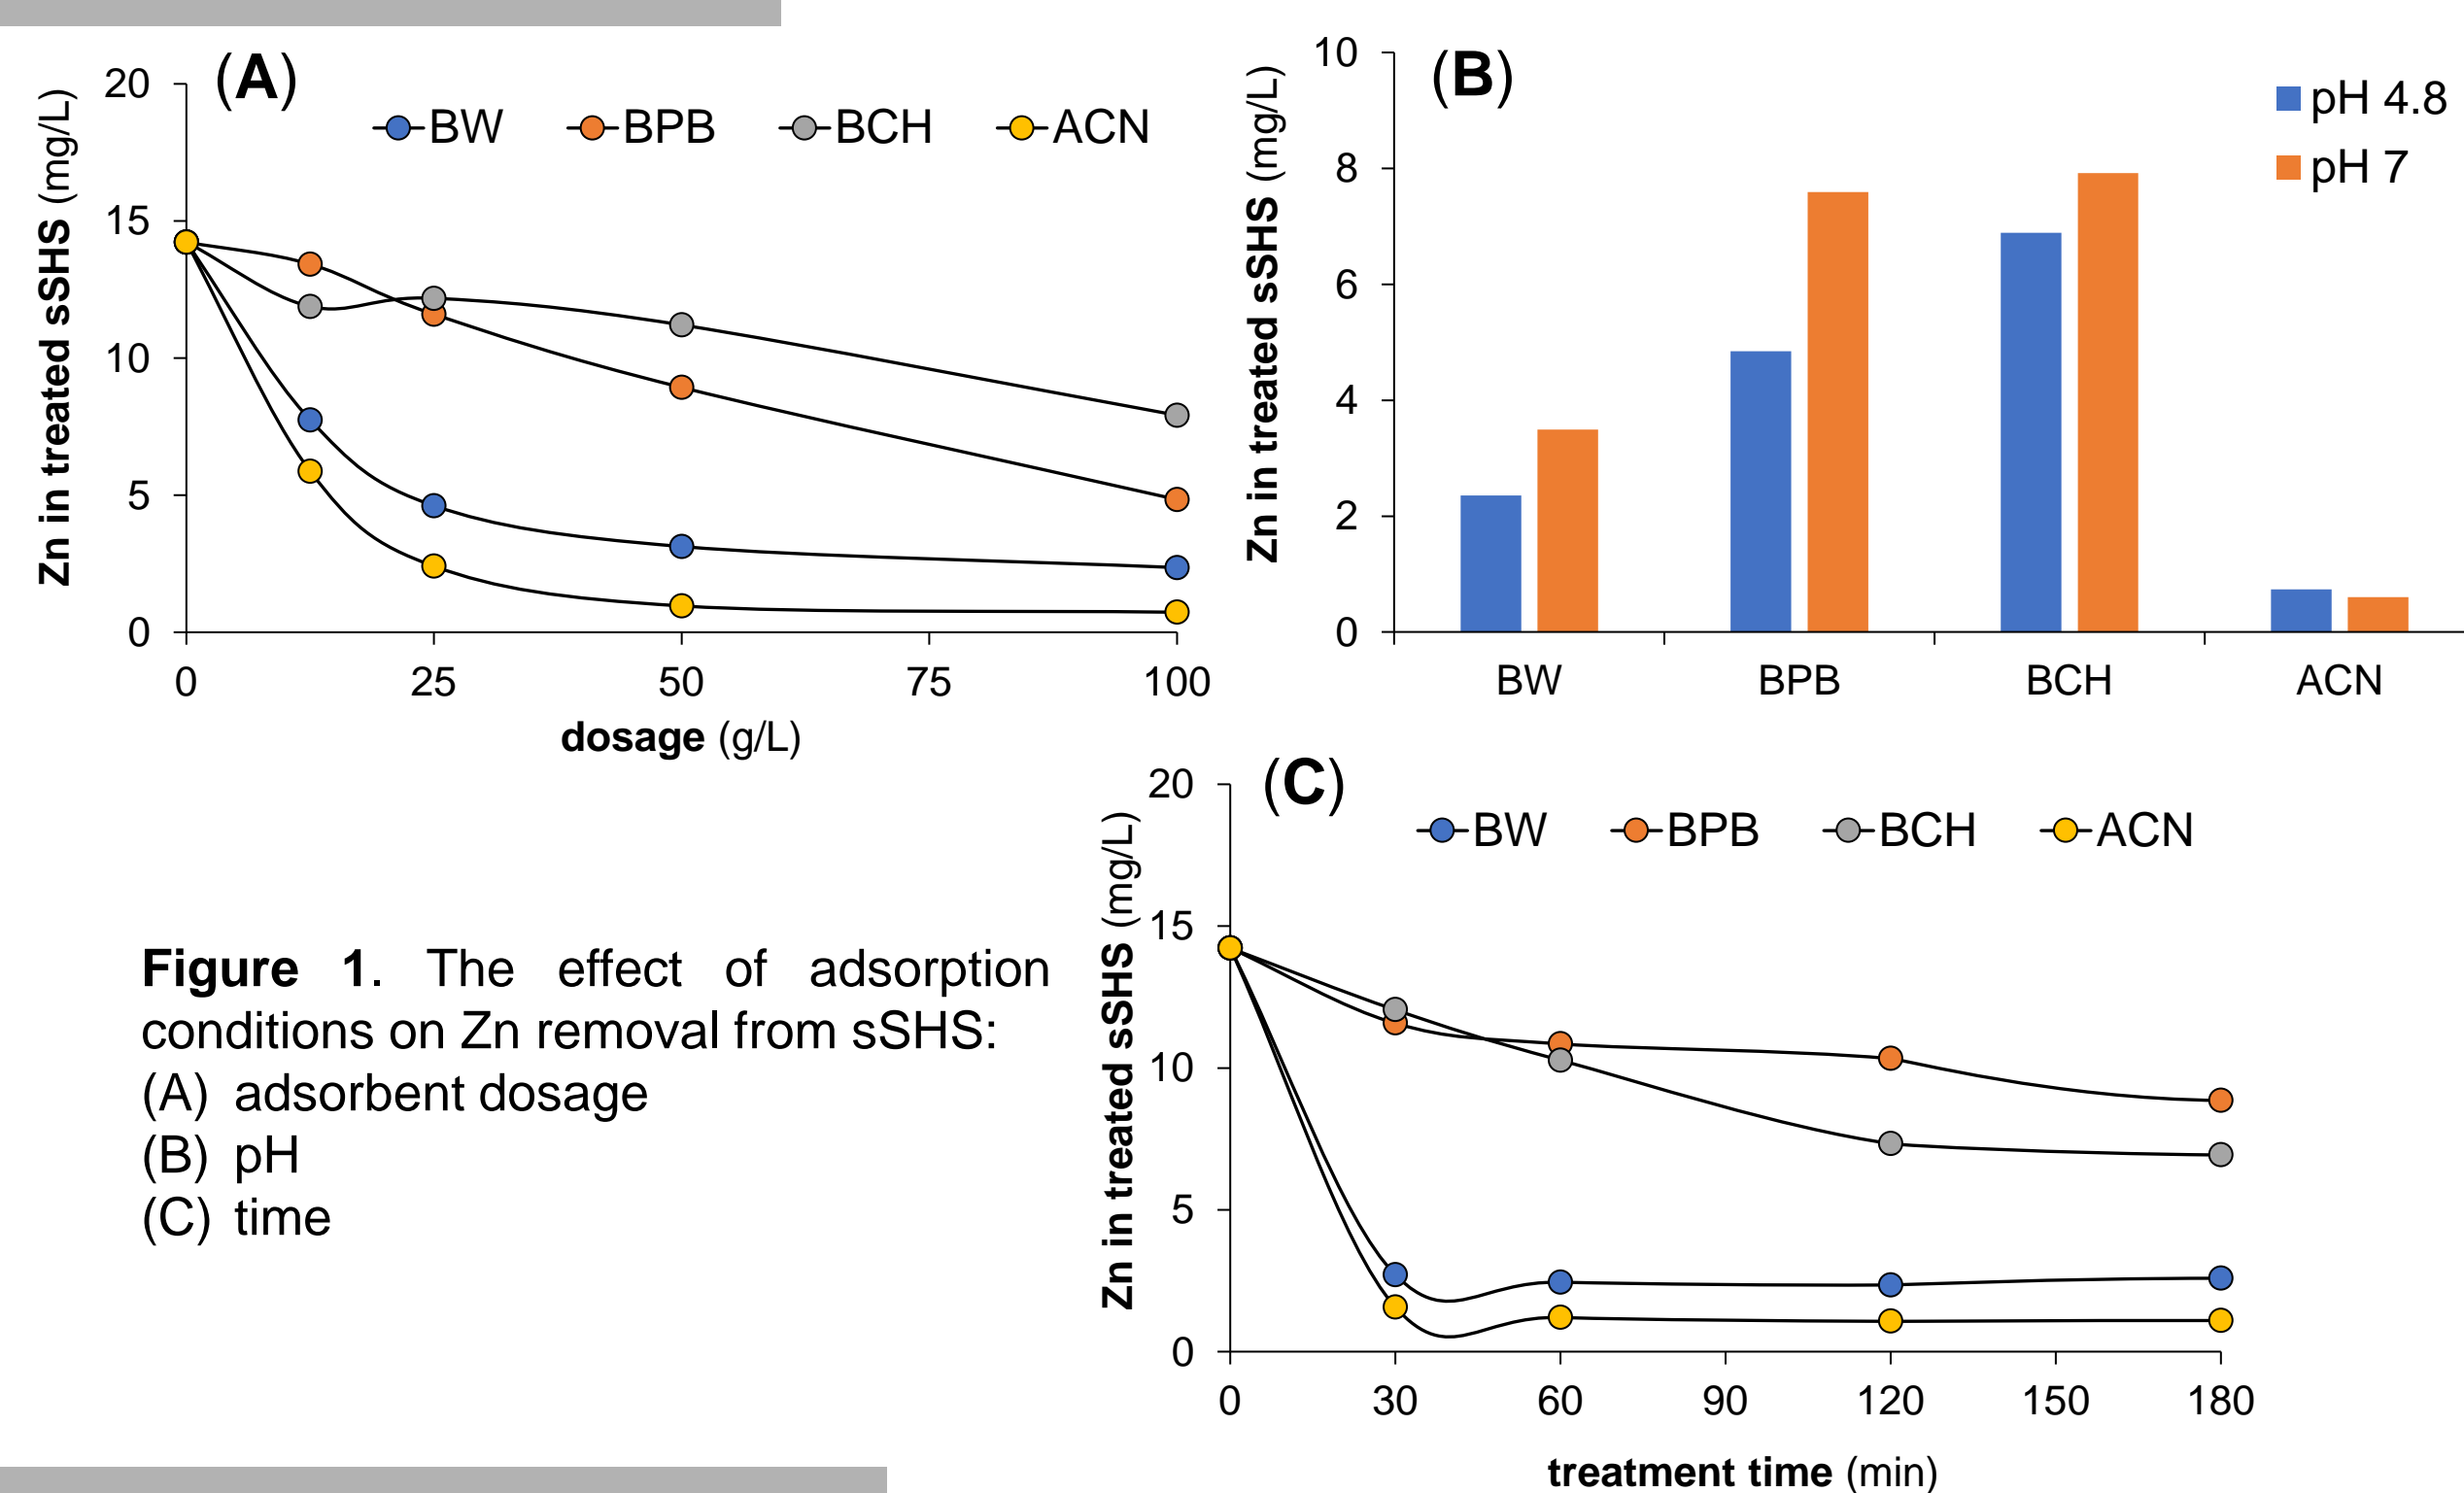 (A)
20
15
10
5
0
Zn in treated sSHS (mg/L)
BW BPB BCH ACN
0 25 50 75 100
dosage (g/L)
(B)
10
8
6
4
2
0
Zn in treated sSHS (mg/L)
pH 4.8
pH 7
BW BPB BCH ACN
(C)
20
15
10
5
0
Zn in treated sSHS (mg/L)
BW BPB BCH ACN
0 30 60 90 120 150 180
treatment time (min)
Figure 1. The effect of adsorption
conditions on Zn removal from sSHS:
(A) adsorbent dosage
(B) pH
(C) time